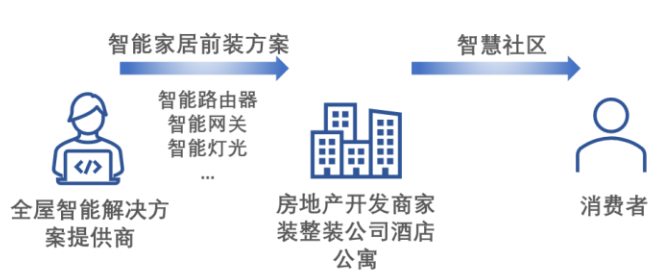 智能家居前装方案
智慧社区
智能路由器
智能网关
智能灯光
...
</>
全屋智能解决方
案提供商
房地产开发商家
装整装公司酒店
公寓
消费者